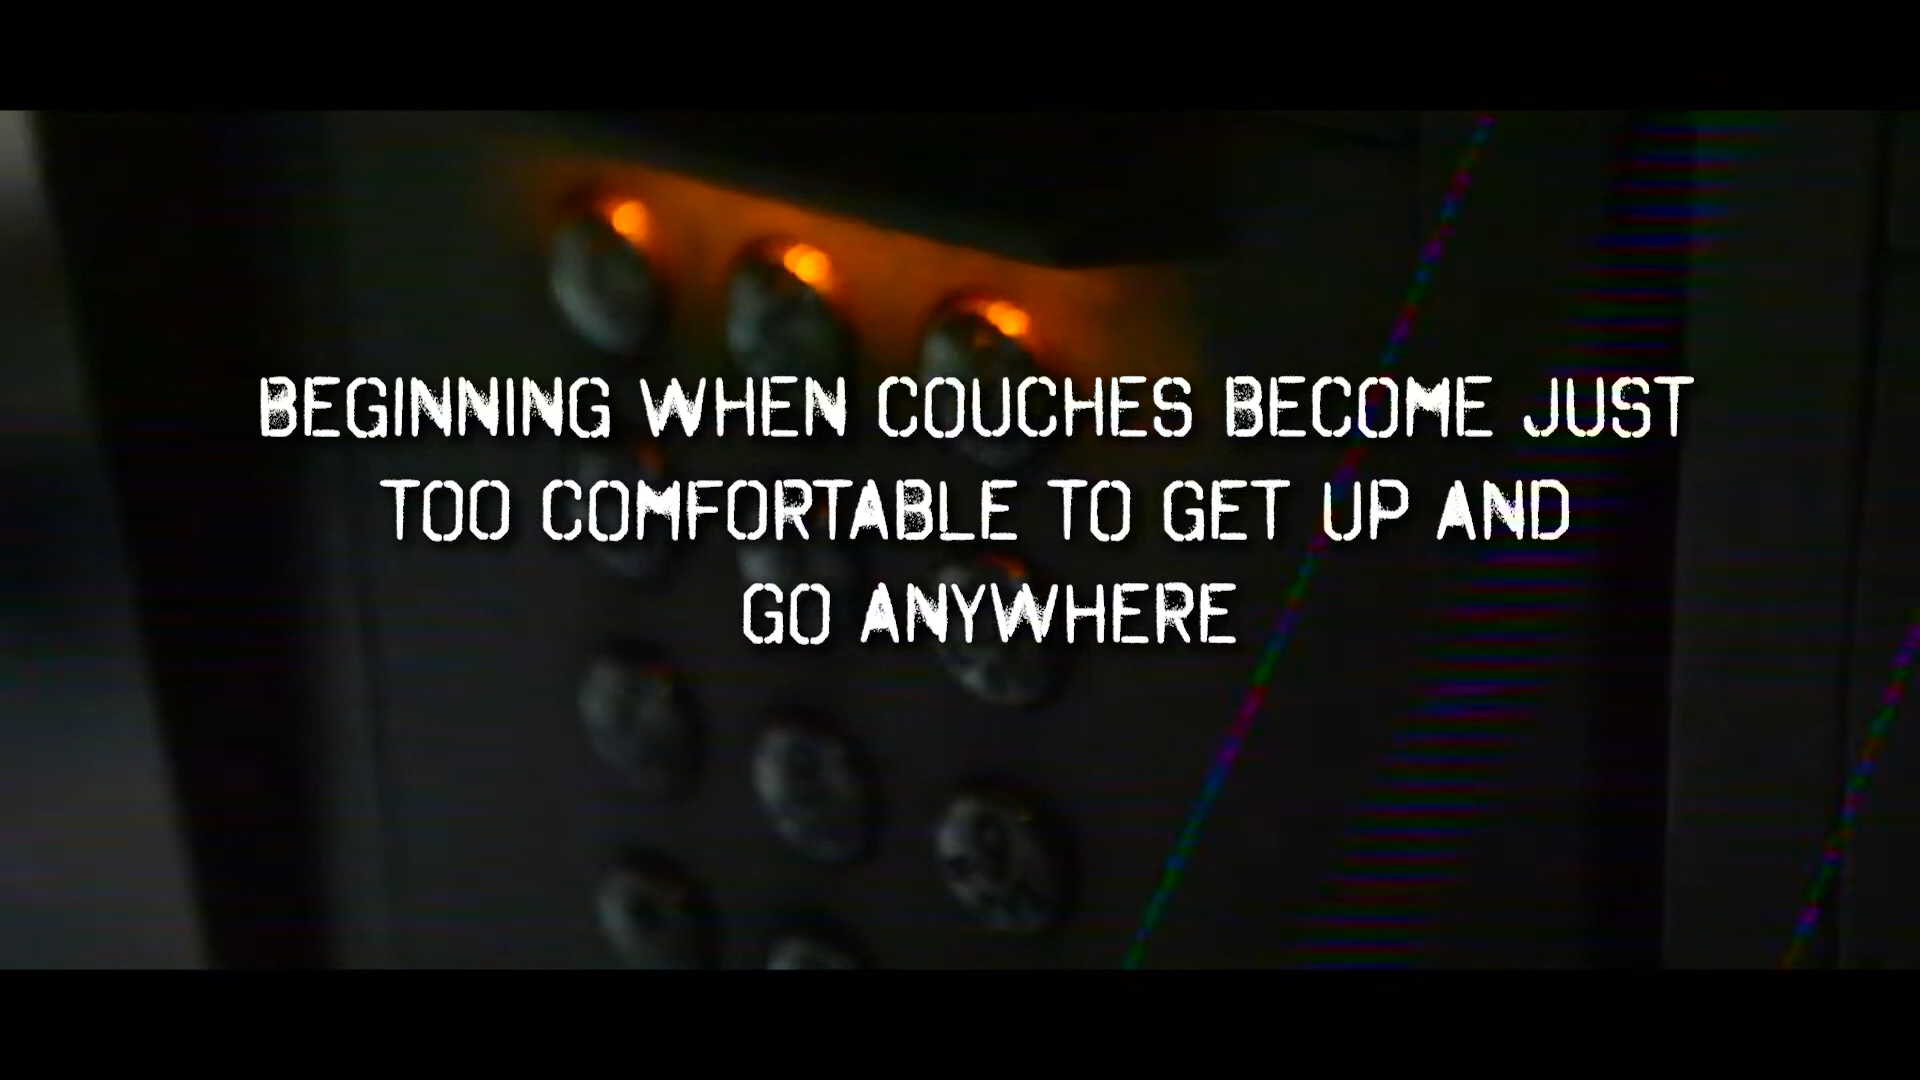 BEGINNING WHEN COUCHES BECOME JUST
TOO COMFORTABLE TO GET UP AND
GO ANYWHERE